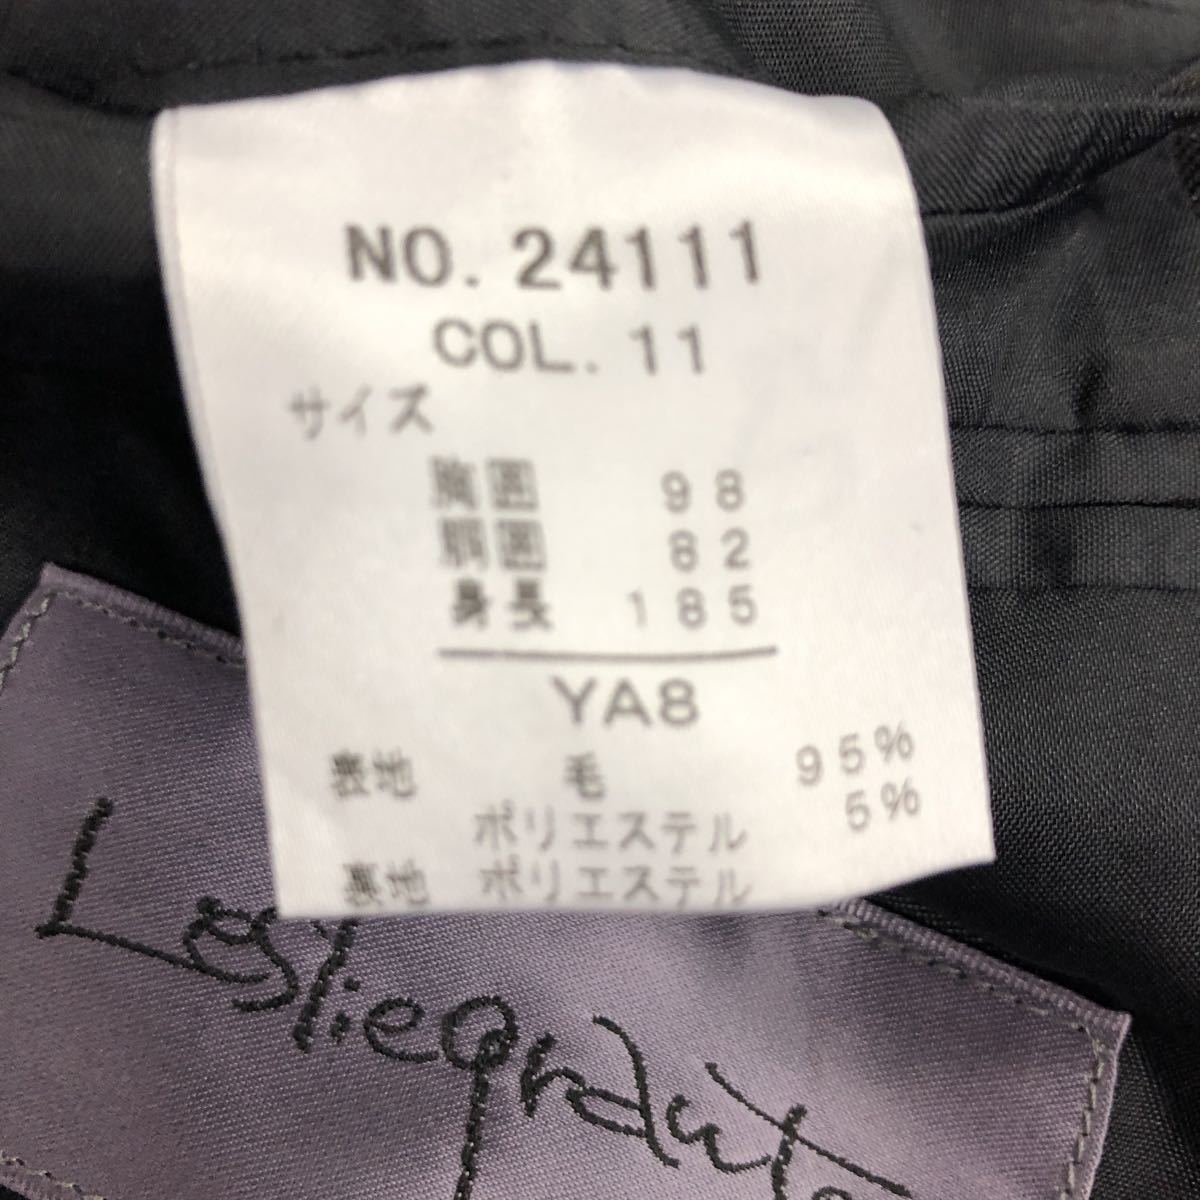 NO. 24111
COL. 11
サイズ
胸囲 98
胴囲 82
身長 185
YA8
表地 毛 95%
ポリエステル 5%
裏地 ポリエステル